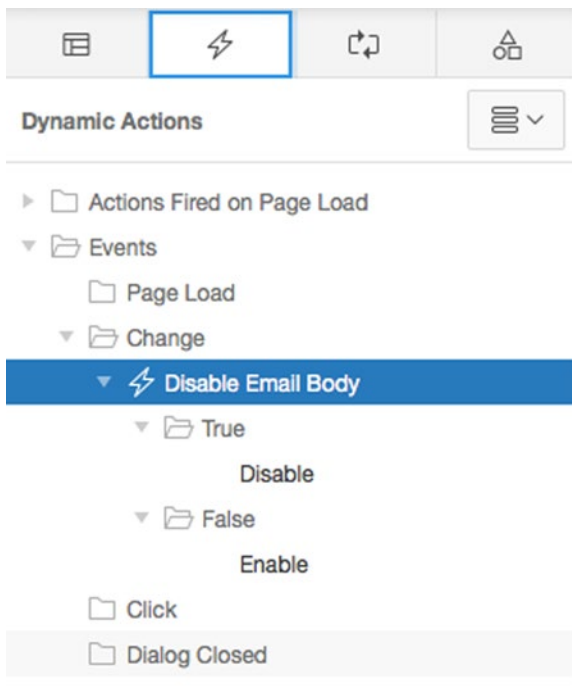 Dynamic Actions
Actions Fired on Page Load
Events
Page Load
Change
Disable Email Body
True
Disable
False
Enable
Click
Dialog Closed